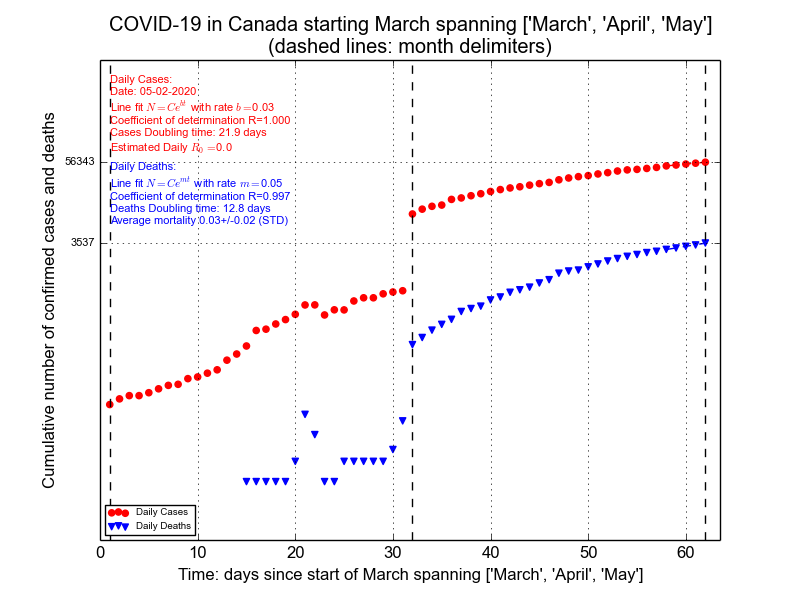 COVID-19 in Canada starting March spanning ['March', 'April', 'May']
(dashed lines: month delimiters)
Daily Cases:
Date: 05-02-2020
Line fit N = Ce^{bt} with rate b =0.03
Coefficient of determination R=1.000
Cases Doubling time: 21.9 days
Estimated Daily R_0 =0.0
Daily Deaths:
Line fit N = Ce^{mt} with rate m =0.05
Coefficient of determination R=0.997
Deaths Doubling time: 12.8 days
Average mortality:0.03+/-0.02 (STD)
56343
3537
Cumulative number of confirmed cases and deaths
Daily Cases
Daily Deaths
0 10 20 30 40 50 60
Time: days since start of March spanning ['March', 'April', 'May']